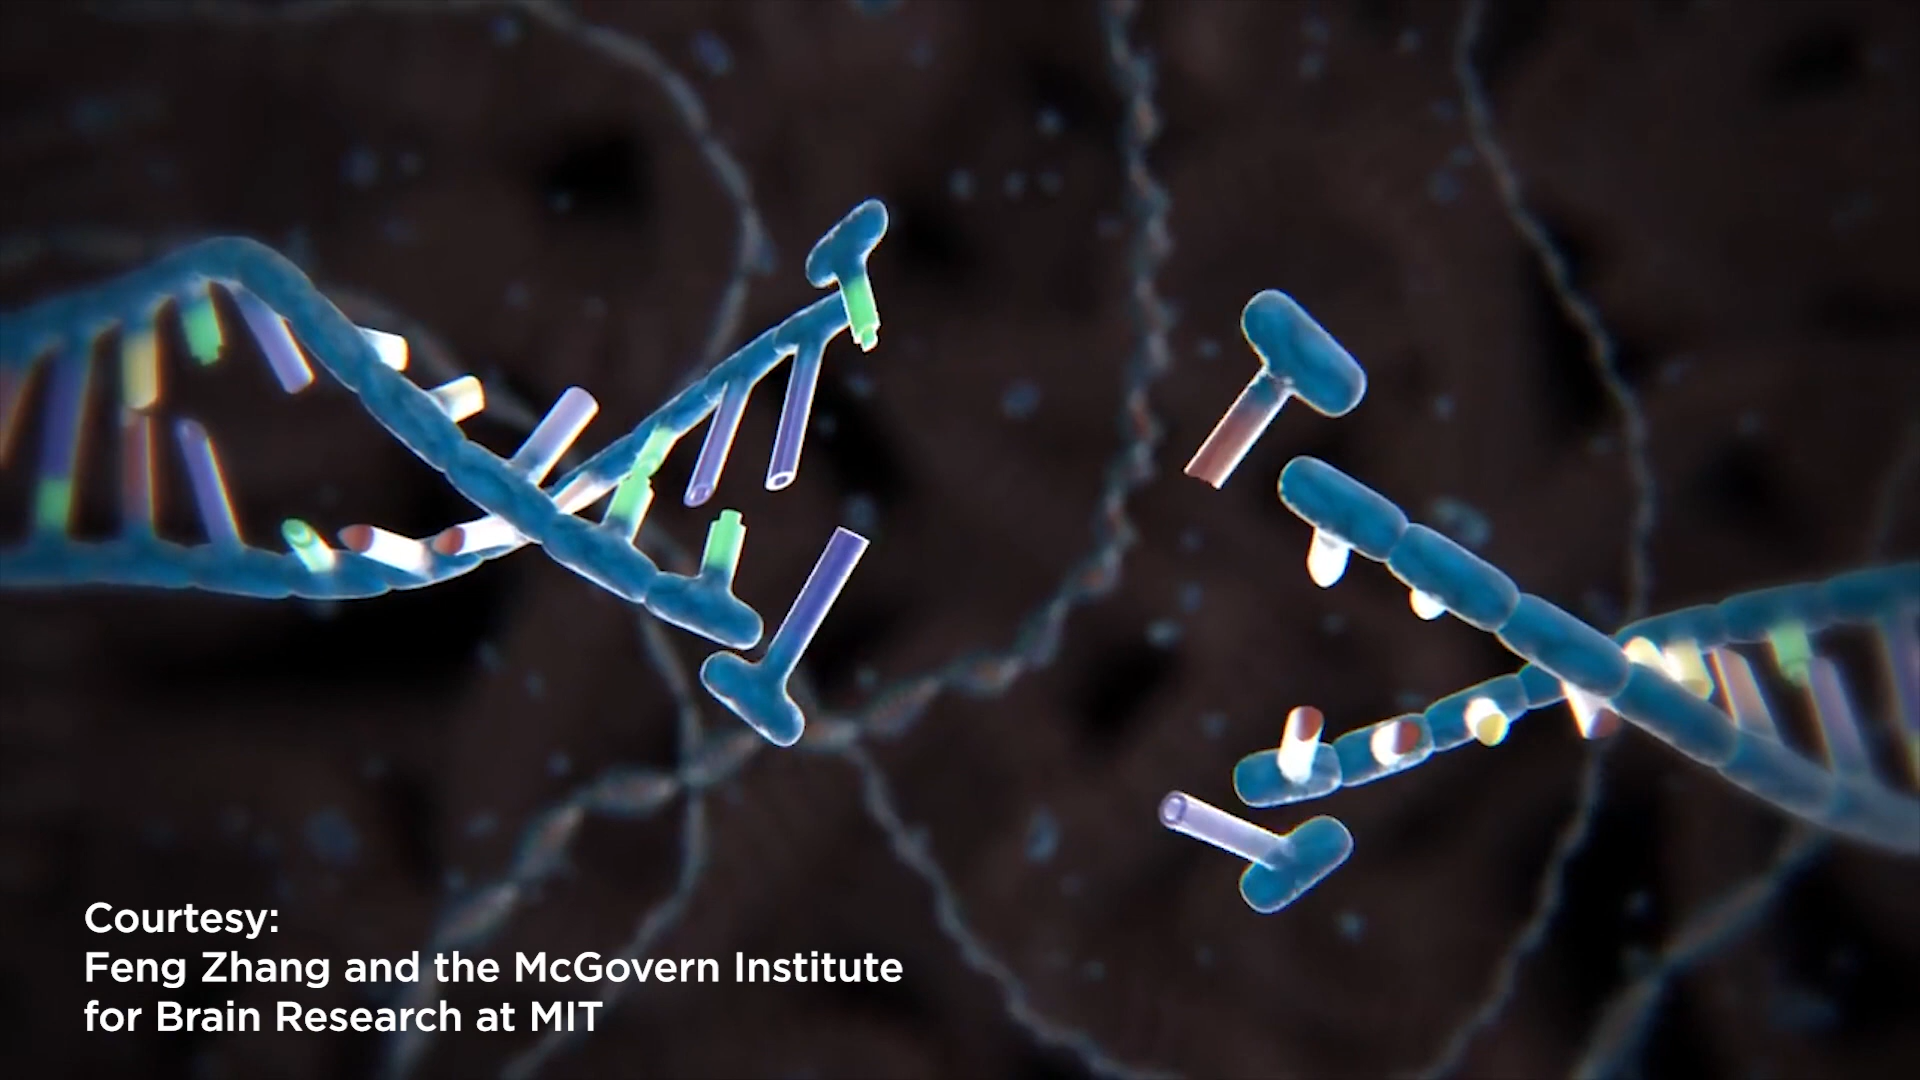 Courtesy:
Feng Zhang and the McGovern Institute
for Brain Research at MIT